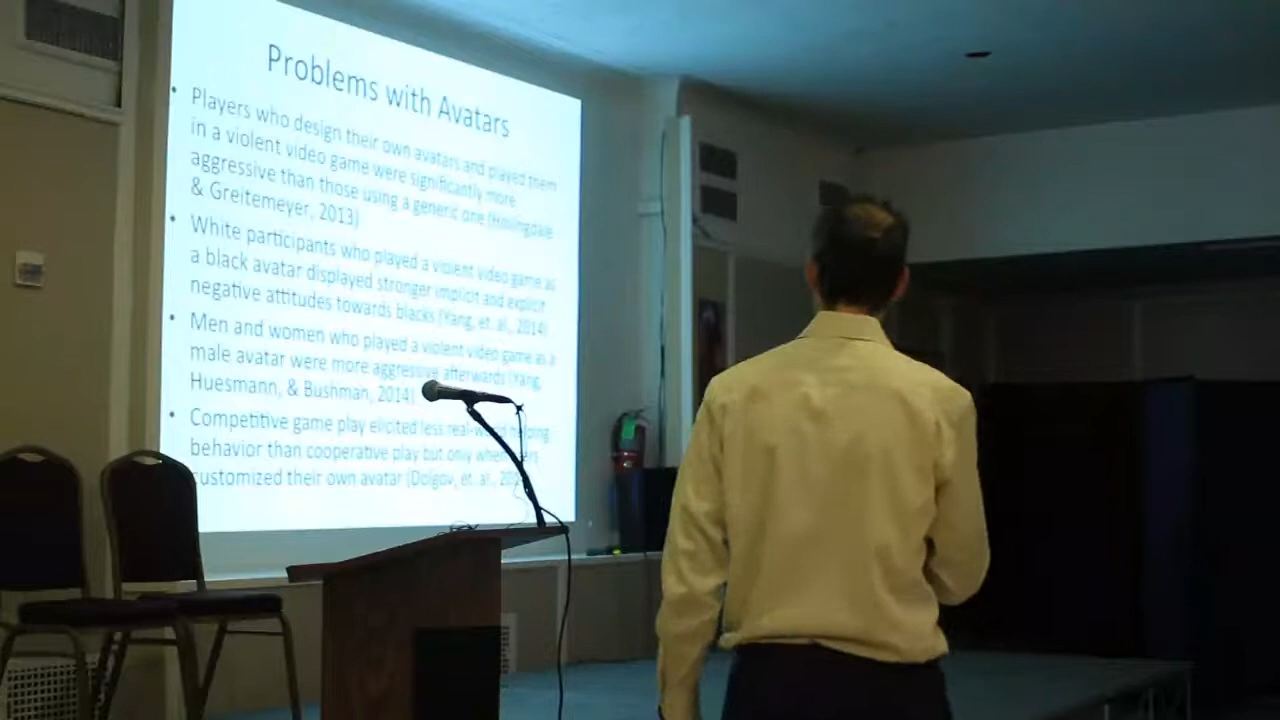 Problems with Avatars
• Players who design their own avatars and played them
in a violent video game were significantly more
aggressive than those using a generic one (Hollingdale
& Greitemeyer, 2013)
• White participants who played a violent video game as
a black avatar displayed stronger implicit and explicit
negative attitudes towards blacks (Yang, et. al., 2014)
• Men and women who played a violent video game as a
male avatar were more aggressive afterwards (Yang,
Huesmann, & Bushman, 2014)
• Competitive game play elicited less helping
behavior than cooperative play but only
customized their own avatar (Dolgov, et. al.,